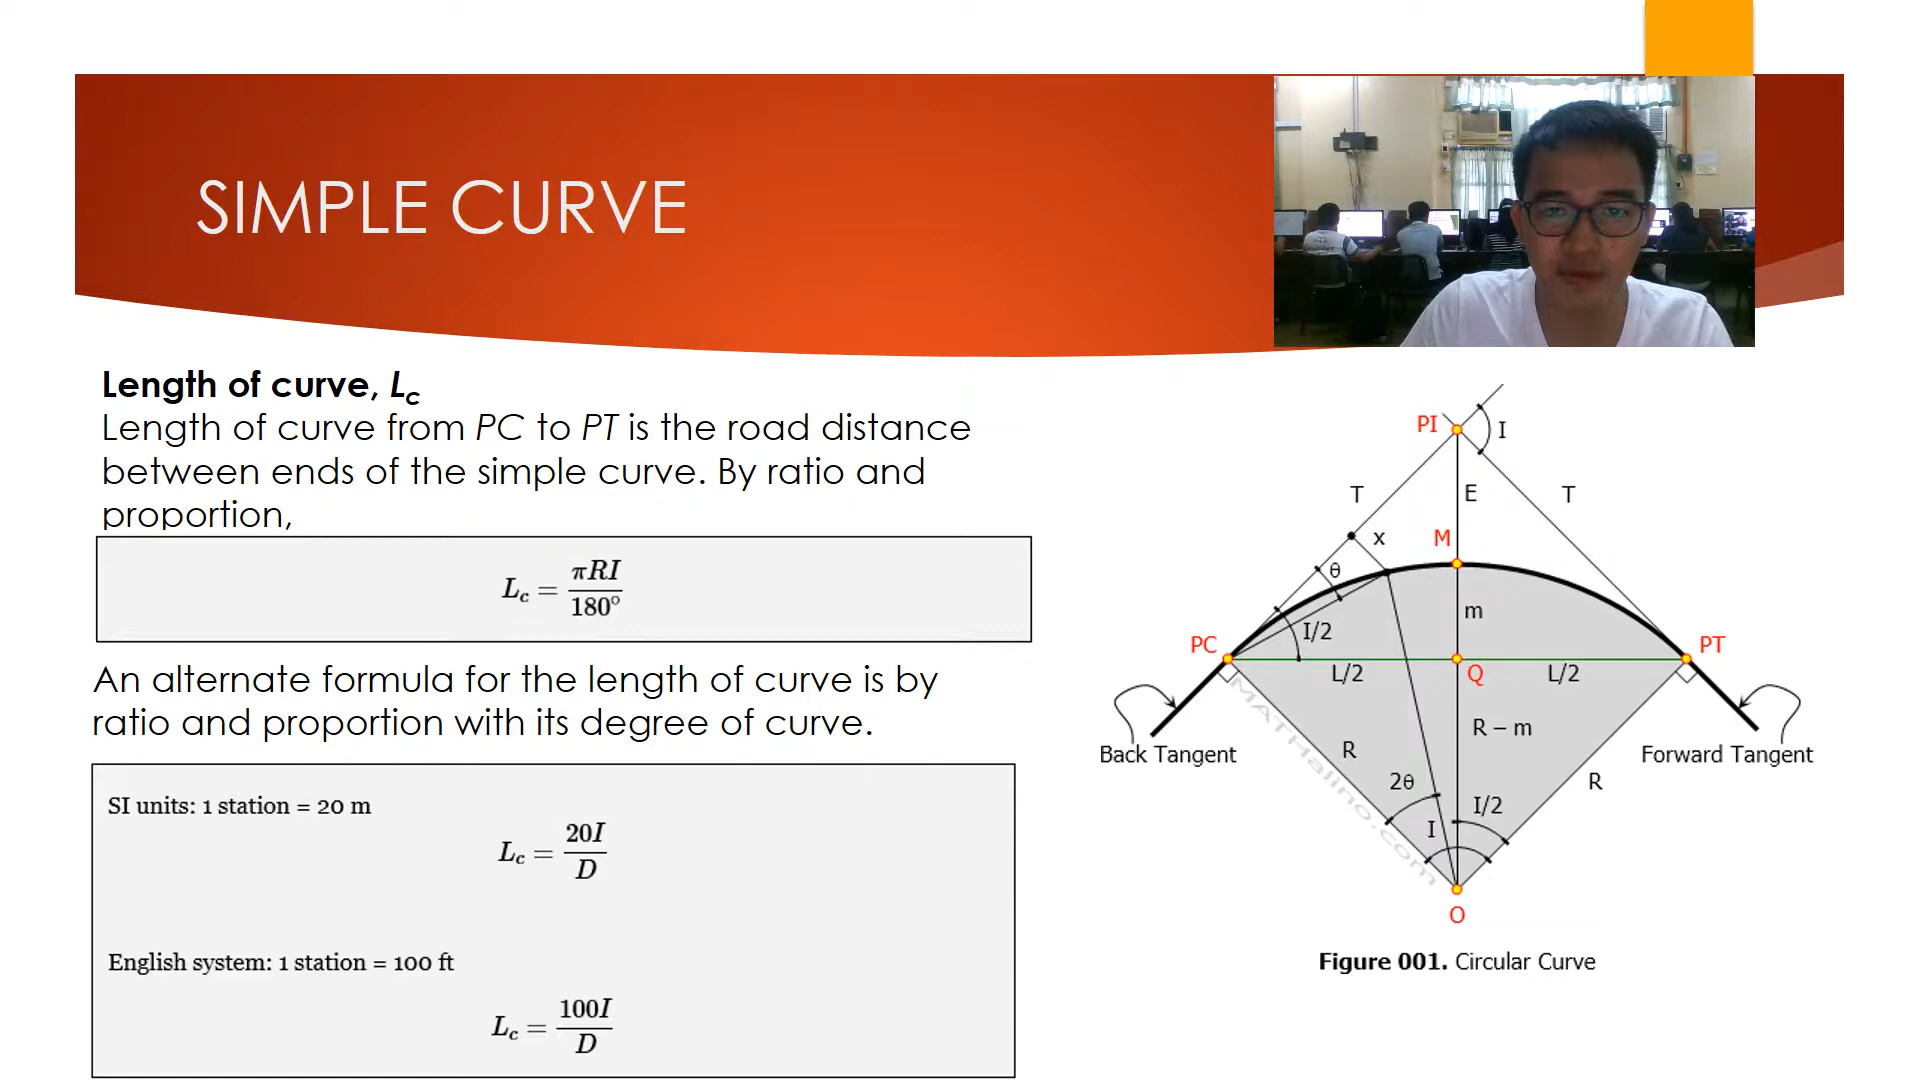 SIMPLE CURVE
Length of curve, Lc
Length of curve from PC to PT is the road distance
between ends of the simple curve. By ratio and
proportion,
Lc = πRI / 180°
An alternate formula for the length of curve is by
ratio and proportion with its degree of curve.
SI units: 1 station = 20 m
Lc = 20I / D
English system: 1 station = 100 ft
Lc = 100I / D
PI
I
T
E
T
M
x
θ
m
I/2
PC
PT
L/2
Q
L/2
R – m
Back Tangent
R
Forward Tangent
2θ
R
I/2
I
MATHalino.com
O
Figure 001. Circular Curve